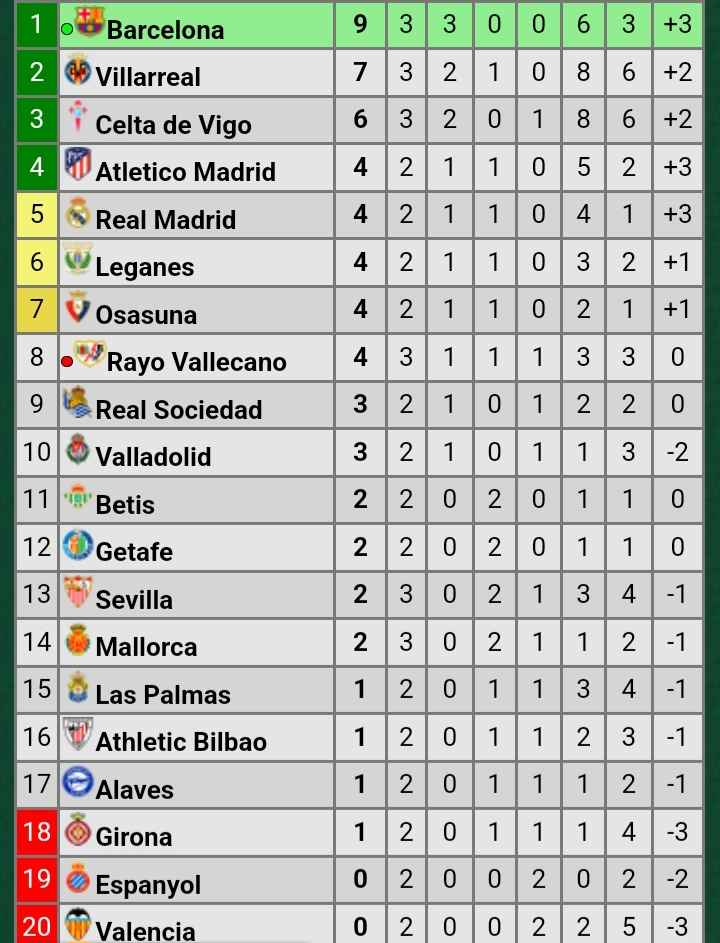 1 Barcelona 9 3 3 0 0 6 3 +3
2 Villarreal 7 3 2 1 0 8 6 +2
3 Celta de Vigo 6 3 2 0 1 8 6 +2
4 Atletico Madrid 4 2 1 1 0 5 2 +3
5 Real Madrid 4 2 1 1 0 4 1 +3
6 Leganes 4 2 1 1 0 3 2 +1
7 Osasuna 4 2 1 1 0 2 1 +1
8 Rayo Vallecano 4 3 1 1 1 3 3 0
9 Real Sociedad 3 2 1 0 1 2 2 0
10 Valladolid 3 2 1 0 1 1 3 -2
11 Betis 2 2 0 2 0 1 1 0
12 Getafe 2 2 0 2 0 1 1 0
13 Sevilla 2 3 0 2 1 3 4 -1
14 Mallorca 2 3 0 2 1 1 2 -1
15 Las Palmas 1 2 0 1 1 3 4 -1
16 Athletic Bilbao 1 2 0 1 1 2 3 -1
17 Alaves 1 2 0 1 1 1 2 -1
18 Girona 1 2 0 1 1 1 4 -3
19 Espanyol 0 2 0 0 2 0 2 -2
20 Valencia 0 2 0 0 2 2 5 -3